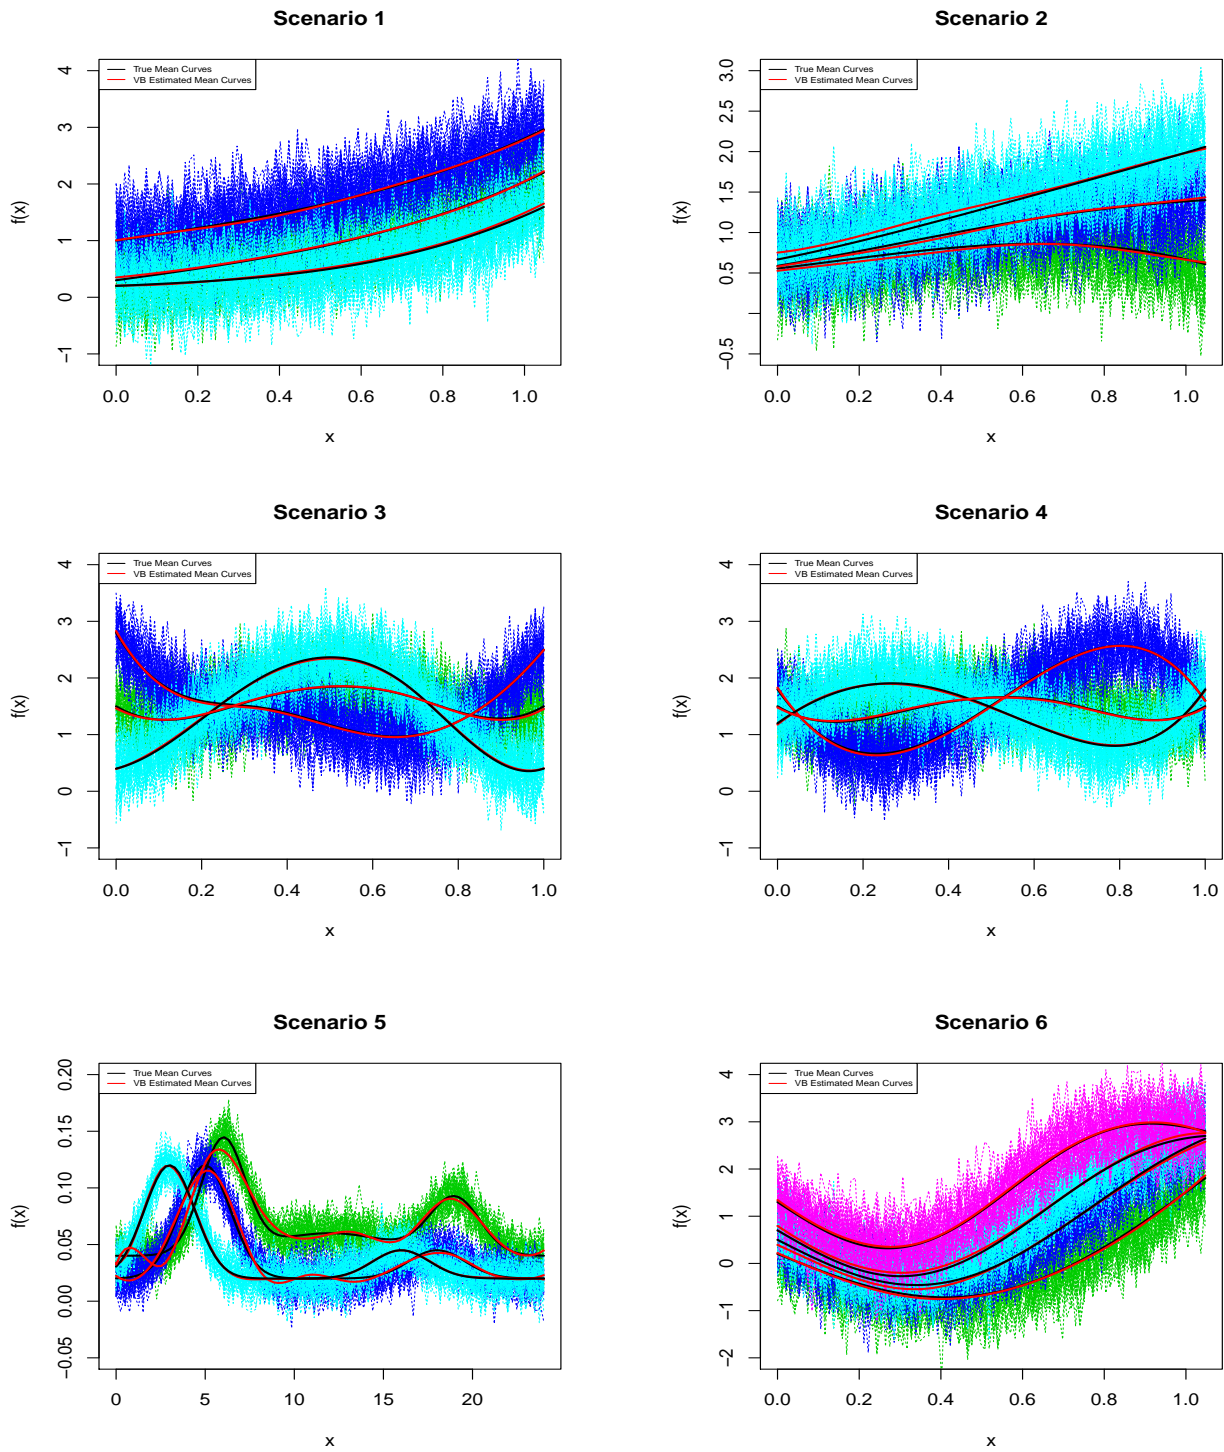 Scenario 1
True Mean Curves
VB Estimated Mean Curves
f(x)
4
3
2
1
0
−1
0.0 0.2 0.4 0.6 0.8 1.0
x
Scenario 2
True Mean Curves
VB Estimated Mean Curves
f(x)
3.0
2.5
2.0
1.5
1.0
0.5
−0.5
0.0 0.2 0.4 0.6 0.8 1.0
x
Scenario 3
True Mean Curves
VB Estimated Mean Curves
f(x)
4
3
2
1
0
−1
0.0 0.2 0.4 0.6 0.8 1.0
x
Scenario 4
True Mean Curves
VB Estimated Mean Curves
f(x)
4
3
2
1
0
−1
0.0 0.2 0.4 0.6 0.8 1.0
x
Scenario 5
True Mean Curves
VB Estimated Mean Curves
f(x)
0.20
0.15
0.10
0.05
0.00
−0.05
0 5 10 15 20
x
Scenario 6
True Mean Curves
VB Estimated Mean Curves
f(x)
4
3
2
1
0
−1
−2
0.0 0.2 0.4 0.6 0.8 1.0
x